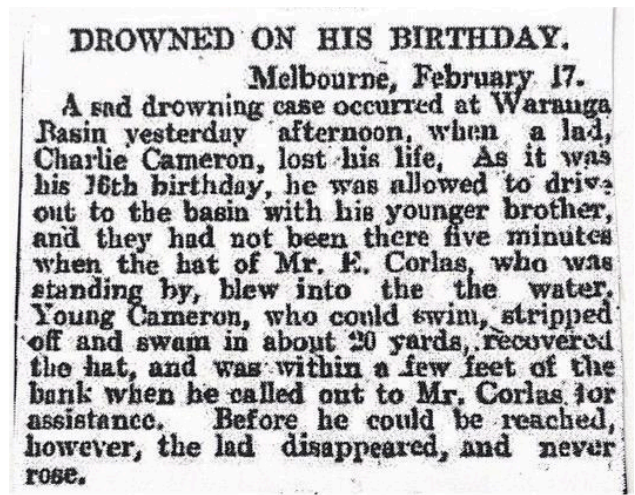 DROWNED ON HIS BIRTHDAY.
Melbourne, February 17.
A sad drowning case occurred at Waranga
Basin yesterday afternoon, when a lad,
Charlie Cameron, lost his life. As it was
his 16th birthday, he was allowed to drive
out to the basin with his younger brother,
and they had not been there five minutes
when the hat of Mr. E. Corlas, who was
standing by, blew into the the water.
Young Cameron, who could swim, stripped
off and swam in about 20 yards, recovered
the hat, and was within a few feet of the
bank when he called out to Mr. Corlas for
assistance. Before he could be reached,
however, the lad disappeared, and never
rose.